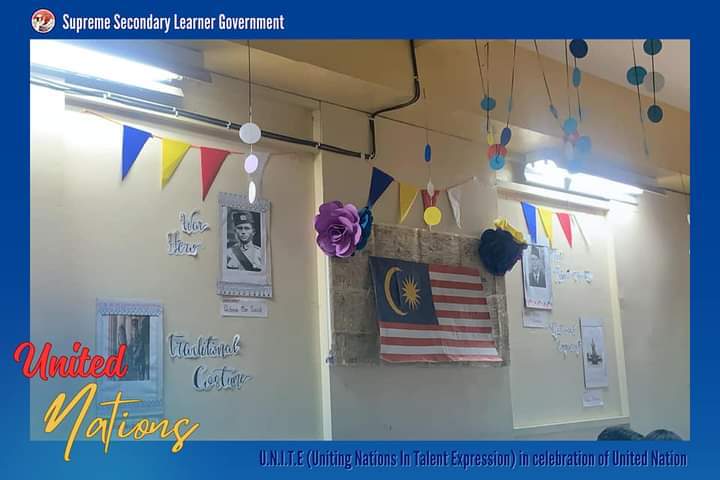 Supreme Secondary Learner Government
War
Hero
Traditional
Costume
United
Nations
U.N.I.T.E (Uniting Nations In Talent Expression) in celebration of United Nation